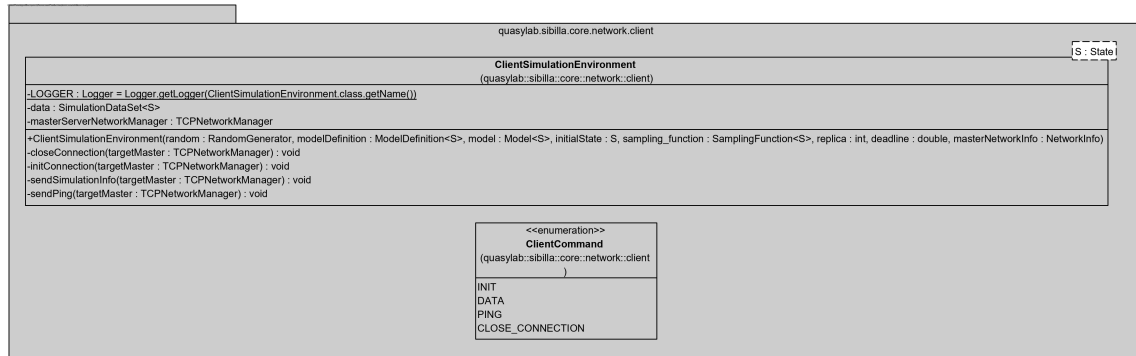 quasylab.sibilla.core.network.client
S : State
ClientSimulationEnvironment
(quasylab::sibilla::core::network::client)
-LOGGER : Logger = Logger.getLogger(ClientSimulationEnvironment.class.getName())
-data : SimulationDataSet<S>
-masterServerNetworkManager : TCPNetworkManager
+ClientSimulationEnvironment(random : RandomGenerator, modelDefinition : ModelDefinition<S>, model : Model<S>, initialState : S, sampling_function : SamplingFunction<S>, replica : int, deadline : double, masterNetworkInfo : NetworkInfo)
-closeConnection(targetMaster : TCPNetworkManager) : void
-initConnection(targetMaster : TCPNetworkManager) : void
-sendSimulationInfo(targetMaster : TCPNetworkManager) : void
-sendPing(targetMaster : TCPNetworkManager) : void
<<enumeration>>
ClientCommand
(quasylab::sibilla::core::network::client
)
INIT
DATA
PING
CLOSE_CONNECTION